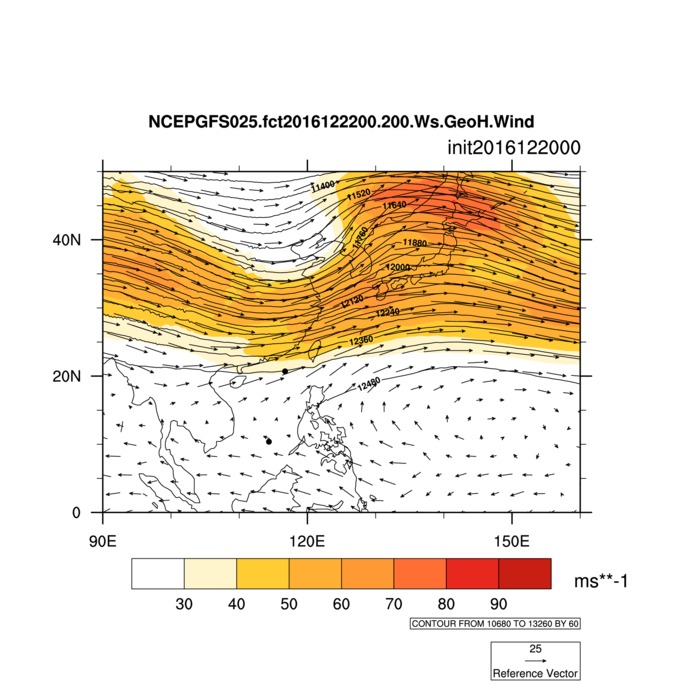 NCEPGFS025.fct2016122200.200.Ws.GeoH.Wind
init2016122000
11400
11520
11640
11760
11880
12000
12120
12240
12360
12480
40N
20N
0
90E 120E 150E
ms**-1
30 40 50 60 70 80 90
CONTOUR FROM 10680 TO 13260 BY 60
25
Reference Vector